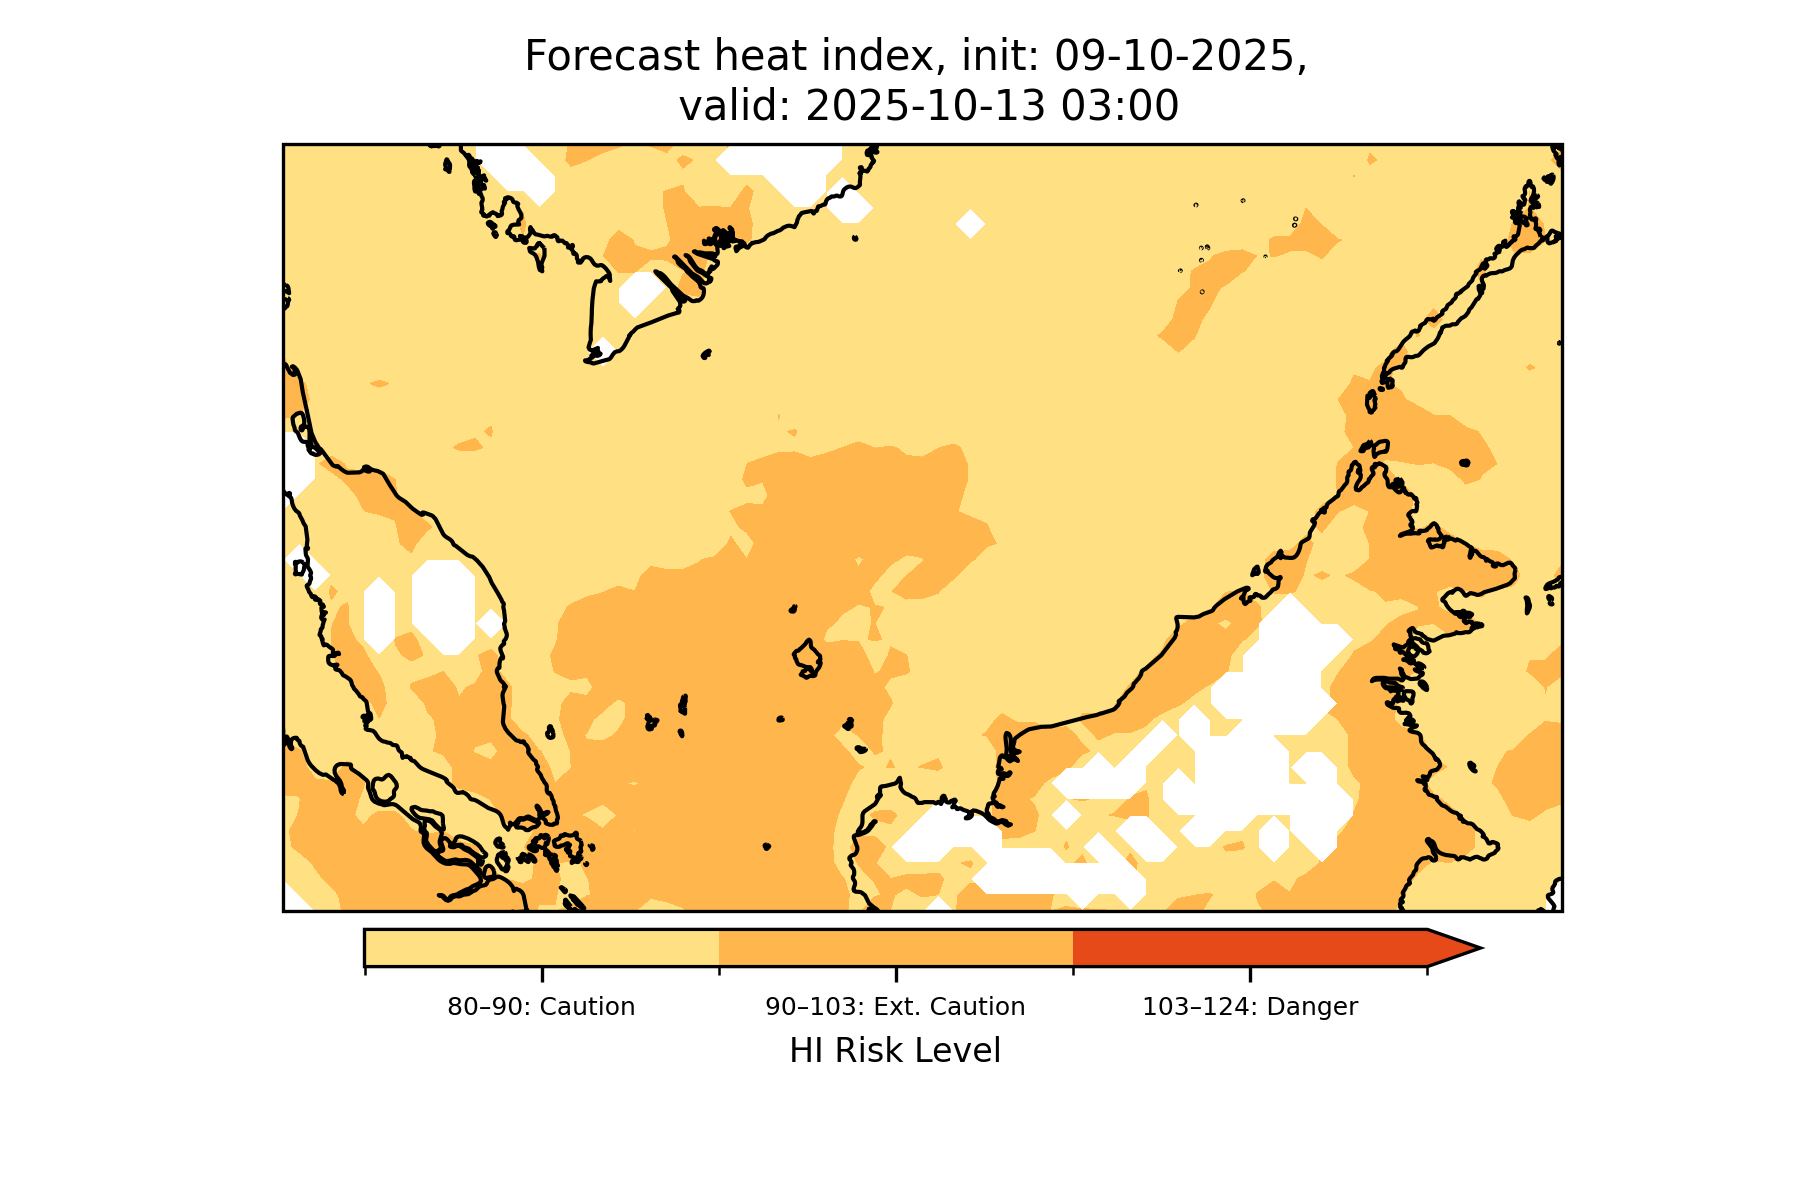 Forecast heat index, init: 09-10-2025,
valid: 2025-10-13 03:00
80–90: Caution
90–103: Ext. Caution
103–124: Danger
HI Risk Level